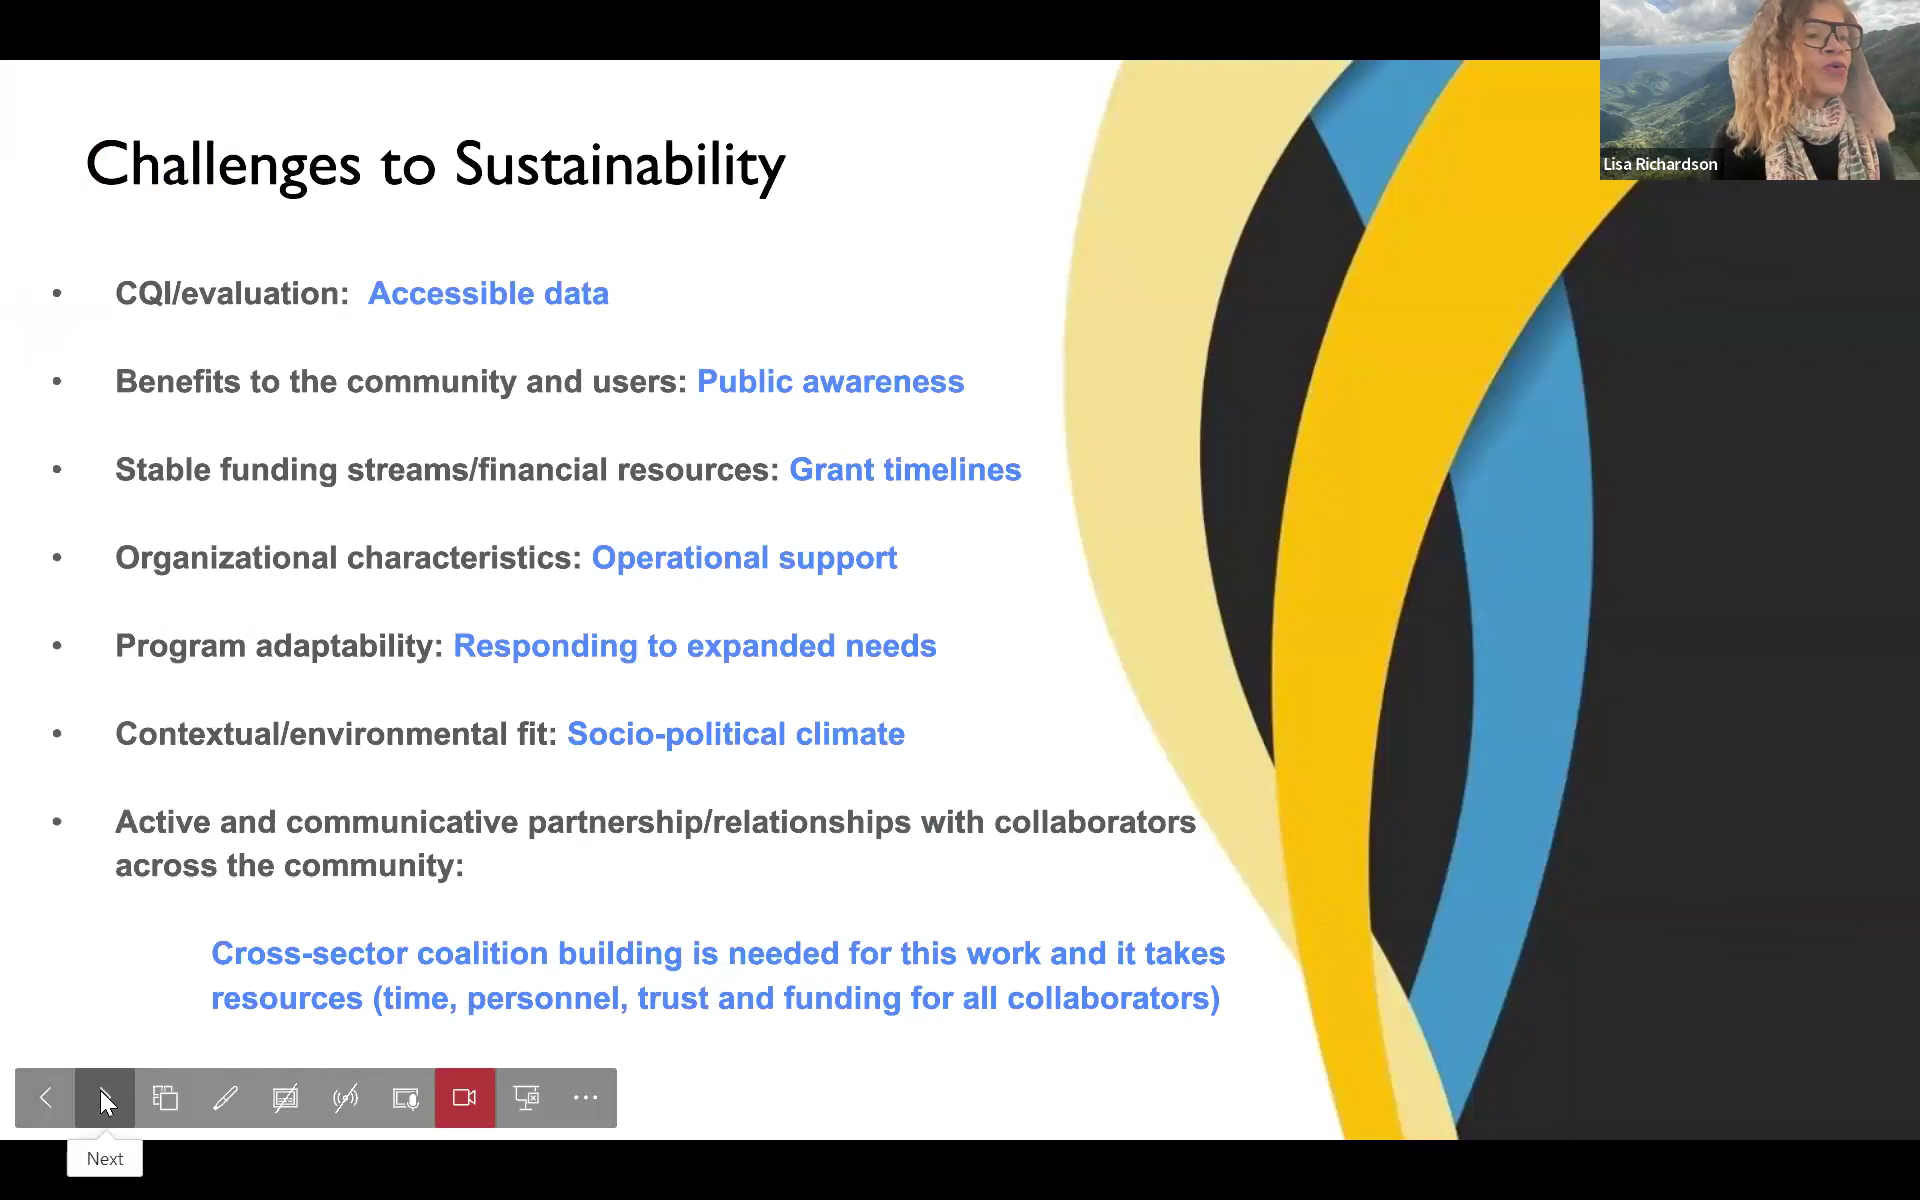 Lisa Richardson
Challenges to Sustainability
• CQI/evaluation: Accessible data
• Benefits to the community and users: Public awareness
• Stable funding streams/financial resources: Grant timelines
• Organizational characteristics: Operational support
• Program adaptability: Responding to expanded needs
• Contextual/environmental fit: Socio-political climate
• Active and communicative partnership/relationships with collaborators
across the community:
Cross-sector coalition building is needed for this work and it takes
resources (time, personnel, trust and funding for all collaborators)
Next